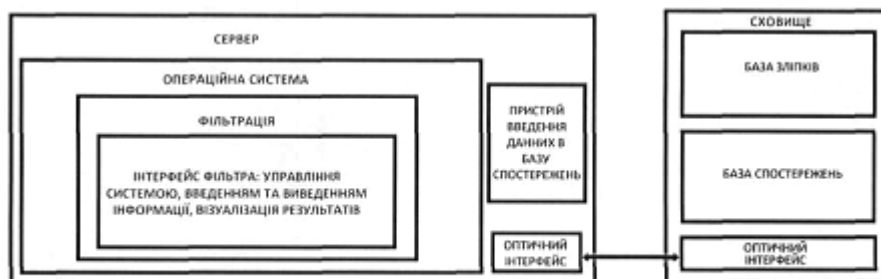 СЕРВЕР
ОПЕРАЦІЙНА СИСТЕМА
ФІЛЬТРАЦІЯ
ІНТЕРФЕЙС ФІЛЬТРА: УПРАВЛІННЯ
СИСТЕМОЮ, ВВЕДЕННЯМ ТА ВИВЕДЕННЯМ
ІНФОРМАЦІЇ, ВІЗУАЛІЗАЦІЯ РЕЗУЛЬТАТІВ
ПРИСТРІЙ
ВВЕДЕННЯ
ДАННИХ В
БАЗУ
СПОСТЕРЕЖЕНЬ
ОПТИЧНИЙ
ІНТЕРФЕЙС
СХОВИЩЕ
БАЗА ЗЛІПКІВ
БАЗА СПОСТЕРЕЖЕНЬ
ОПТИЧНИЙ
ІНТЕРФЕЙС